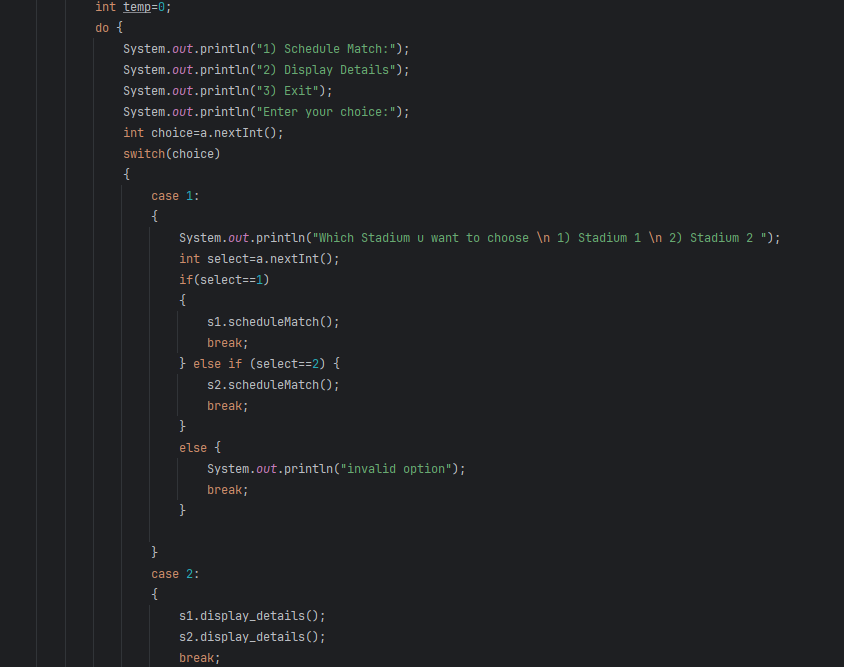 int temp=0;
do {
System.out.println("1) Schedule Match:");
System.out.println("2) Display Details");
System.out.println("3) Exit");
System.out.println("Enter your choice:");
int choice=a.nextInt();
switch(choice)
{
case 1:
{
System.out.println("Which Stadium u want to choose \n 1) Stadium 1 \n 2) Stadium 2 ");
int select=a.nextInt();
if(select==1)
{
s1.scheduleMatch();
break;
} else if (select==2) {
s2.scheduleMatch();
break;
}
else {
System.out.println("invalid option");
break;
}
}
case 2:
{
s1.display_details();
s2.display_details();
break;